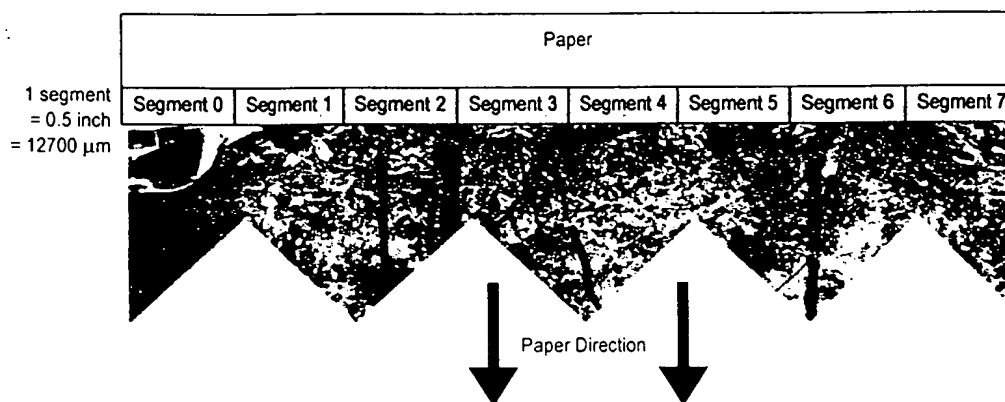 Paper
1 segment
= 0.5 inch
= 12700 µm
Segment 0 Segment 1 Segment 2 Segment 3 Segment 4 Segment 5 Segment 6 Segment 7
Paper Direction